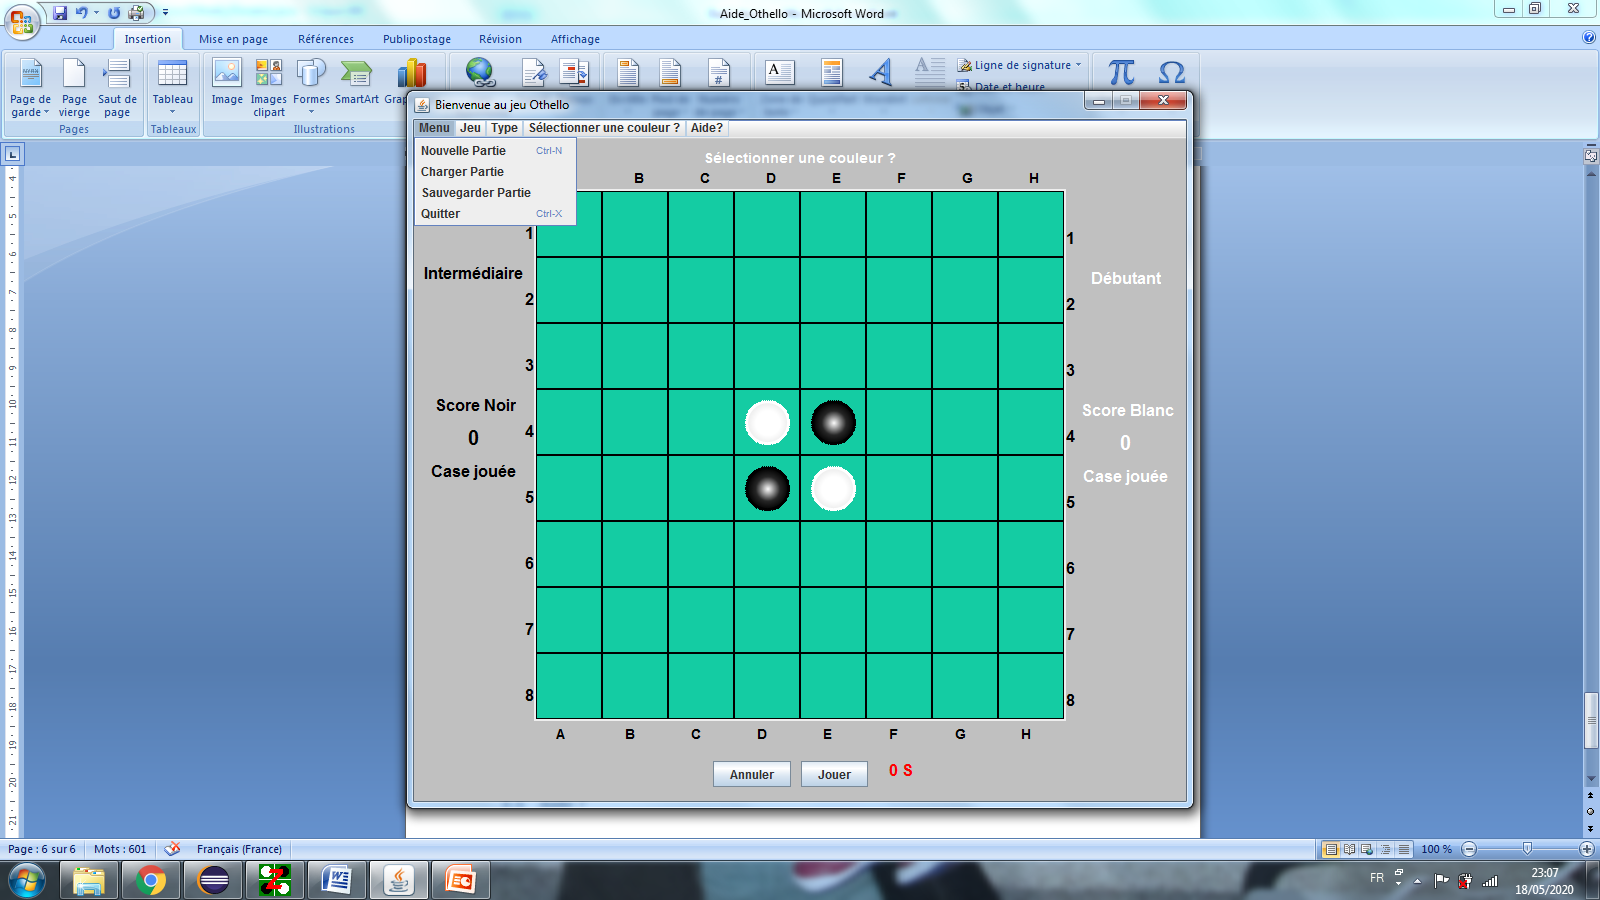 Aide_Othello - Microsoft Word
Accueil Insertion Mise en page Références Publipostage Révision Affichage
Page de garde
Page vierge
Saut de page
Pages
Tableau
Tableaux
Image
Images clipart
Formes
SmartArt
Illustrations
Ligne de signature
Date et heure
Bienvenue au jeu Othello
Menu Jeu Type Sélectionner une couleur ? Aide?
Nouvelle Partie Ctrl-N
Charger Partie
Sauvegarder Partie
Quitter Ctrl-X
Sélectionner une couleur ?
B C D E F G H
1 1
Intermédiaire Débutant
2 2
3 3
Score Noir Score Blanc
0 4 4 0
Case jouée Case jouée
5 5
6 6
7 7
8 8
A B C D E F G H
Annuler Jouer 0 S
Page : 6 sur 6 Mots : 601 Français (France) 100 %
FR 23:07
18/05/2020